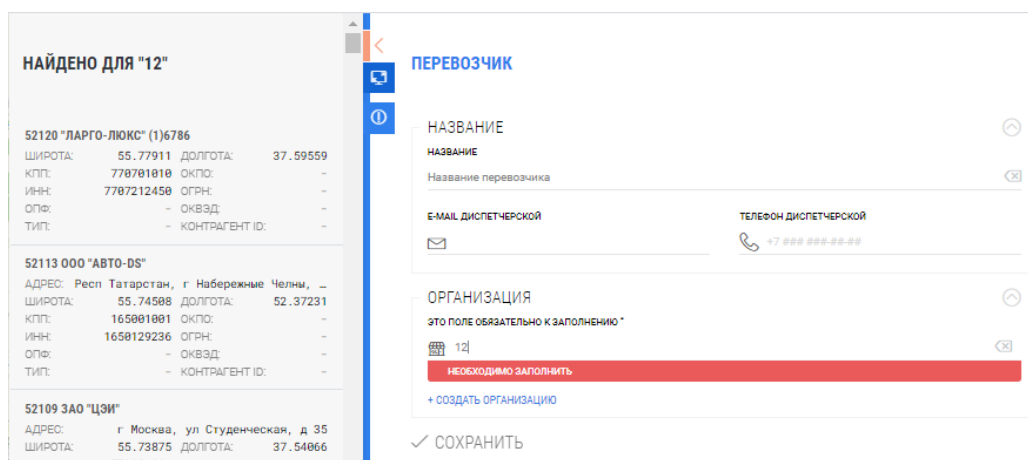 НАЙДЕНО ДЛЯ "12"
52120 "ЛАРГО-ЛЮКС" (1)6786
ШИРОТА: 55.77911 ДОЛГОТА: 37.59559
КПП: 770701010 ОКПО: -
ИНН: 7707212450 ОГРН: -
ОПФ: - ОКВЭД: -
ТИП: - КОНТРАГЕНТ ID: -
52113 ООО "АВТО-DS"
АДРЕС: Респ Татарстан, г Набережные Челны, …
ШИРОТА: 55.74508 ДОЛГОТА: 52.37231
КПП: 165001001 ОКПО: -
ИНН: 1650129236 ОГРН: -
ОПФ: - ОКВЭД: -
ТИП: - КОНТРАГЕНТ ID: -
52109 ЗАО "ЦЭИ"
АДРЕС: г Москва, ул Студенческая, д 35
ШИРОТА: 55.73875 ДОЛГОТА: 37.54066
ПЕРЕВОЗЧИК
НАЗВАНИЕ
НАЗВАНИЕ
Название перевозчика
E-MAIL ДИСПЕТЧЕРСКОЙ ТЕЛЕФОН ДИСПЕТЧЕРСКОЙ
+7 ### ###-##-##
ОРГАНИЗАЦИЯ
ЭТО ПОЛЕ ОБЯЗАТЕЛЬНО К ЗАПОЛНЕНИЮ *
12
НЕОБХОДИМО ЗАПОЛНИТЬ
+ СОЗДАТЬ ОРГАНИЗАЦИЮ
СОХРАНИТЬ